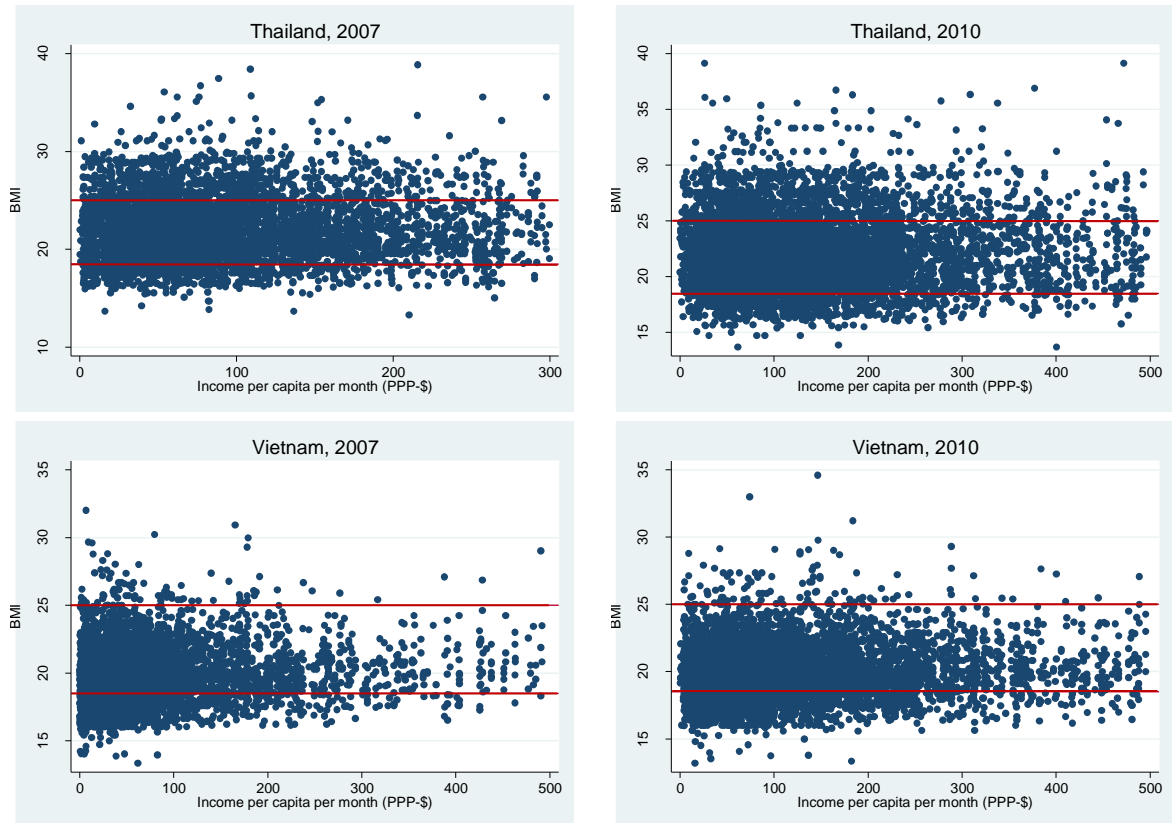 Thailand, 2007
40
30
20
10
BMI
0 100 200 300
Income per capita per month (PPP-$)
Thailand, 2010
40
35
30
25
20
15
BMI
0 100 200 300 400 500
Income per capita per month (PPP-$)
Vietnam, 2007
35
30
25
20
15
BMI
0 100 200 300 400 500
Income per capita per month (PPP-$)
Vietnam, 2010
35
30
25
20
15
BMI
0 100 200 300 400 500
Income per capita per month (PPP-$)